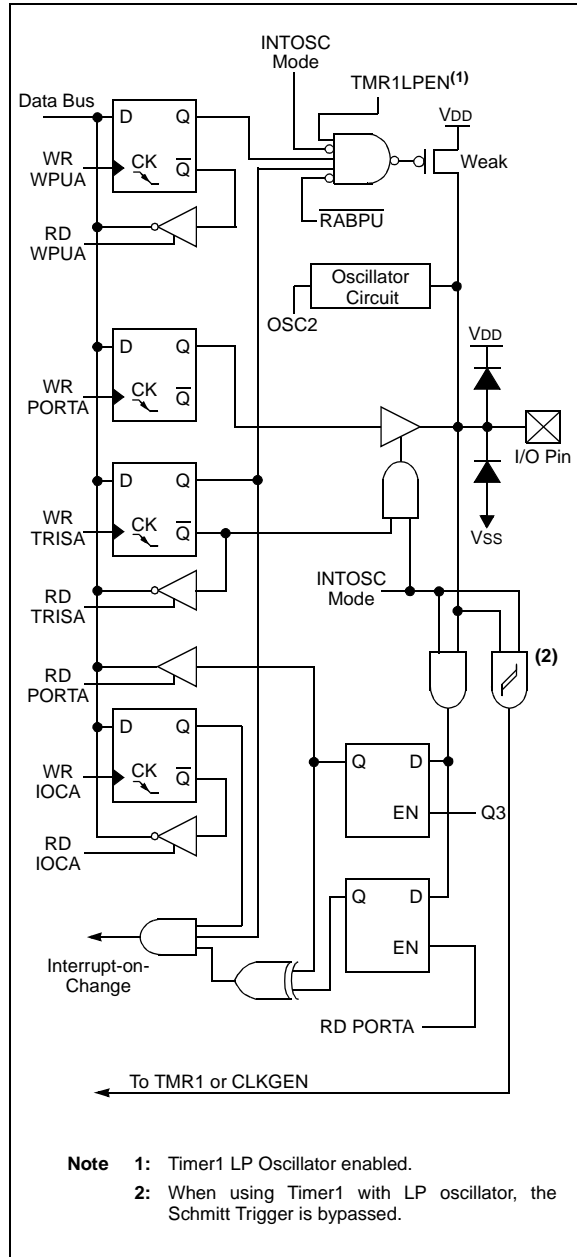 INTOSC
Mode
TMR1LPEN(1)
Data Bus
D Q
VDD
WR
WPUA
CK Q
Weak
RD
WPUA
RABPU
Oscillator
Circuit
OSC2
D Q
VDD
WR
PORTA
CK Q
I/O Pin
D Q
WR
TRISA
CK Q
VSS
INTOSC
Mode
RD
TRISA
(2)
RD
PORTA
D Q
WR
IOCA
CK Q
Q D
EN
Q3
RD
IOCA
Q D
EN
Interrupt-on-
Change
RD PORTA
To TMR1 or CLKGEN
Note 1: Timer1 LP Oscillator enabled.
2: When using Timer1 with LP oscillator, the
Schmitt Trigger is bypassed.